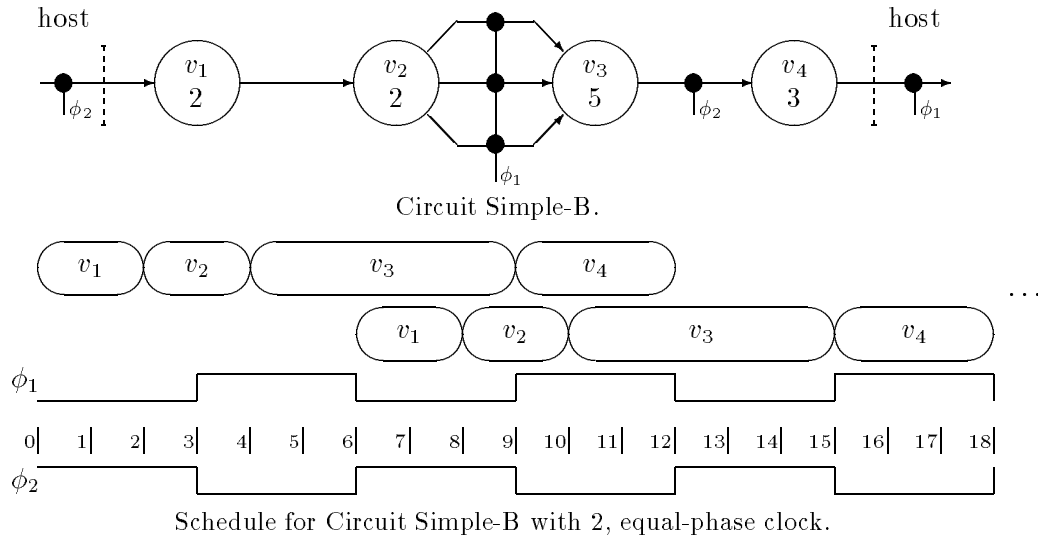 host host
v₁ v₂ v₃ v₄
2 2 5 3
ϕ₂ ϕ₂ ϕ₁
ϕ₁
Circuit Simple-B.
v₁ v₂ v₃ v₄
...
v₁ v₂ v₃ v₄
ϕ₁
0 1 2 3 4 5 6 7 8 9 10 11 12 13 14 15 16 17 18
ϕ₂
Schedule for Circuit Simple-B with 2, equal-phase clock.